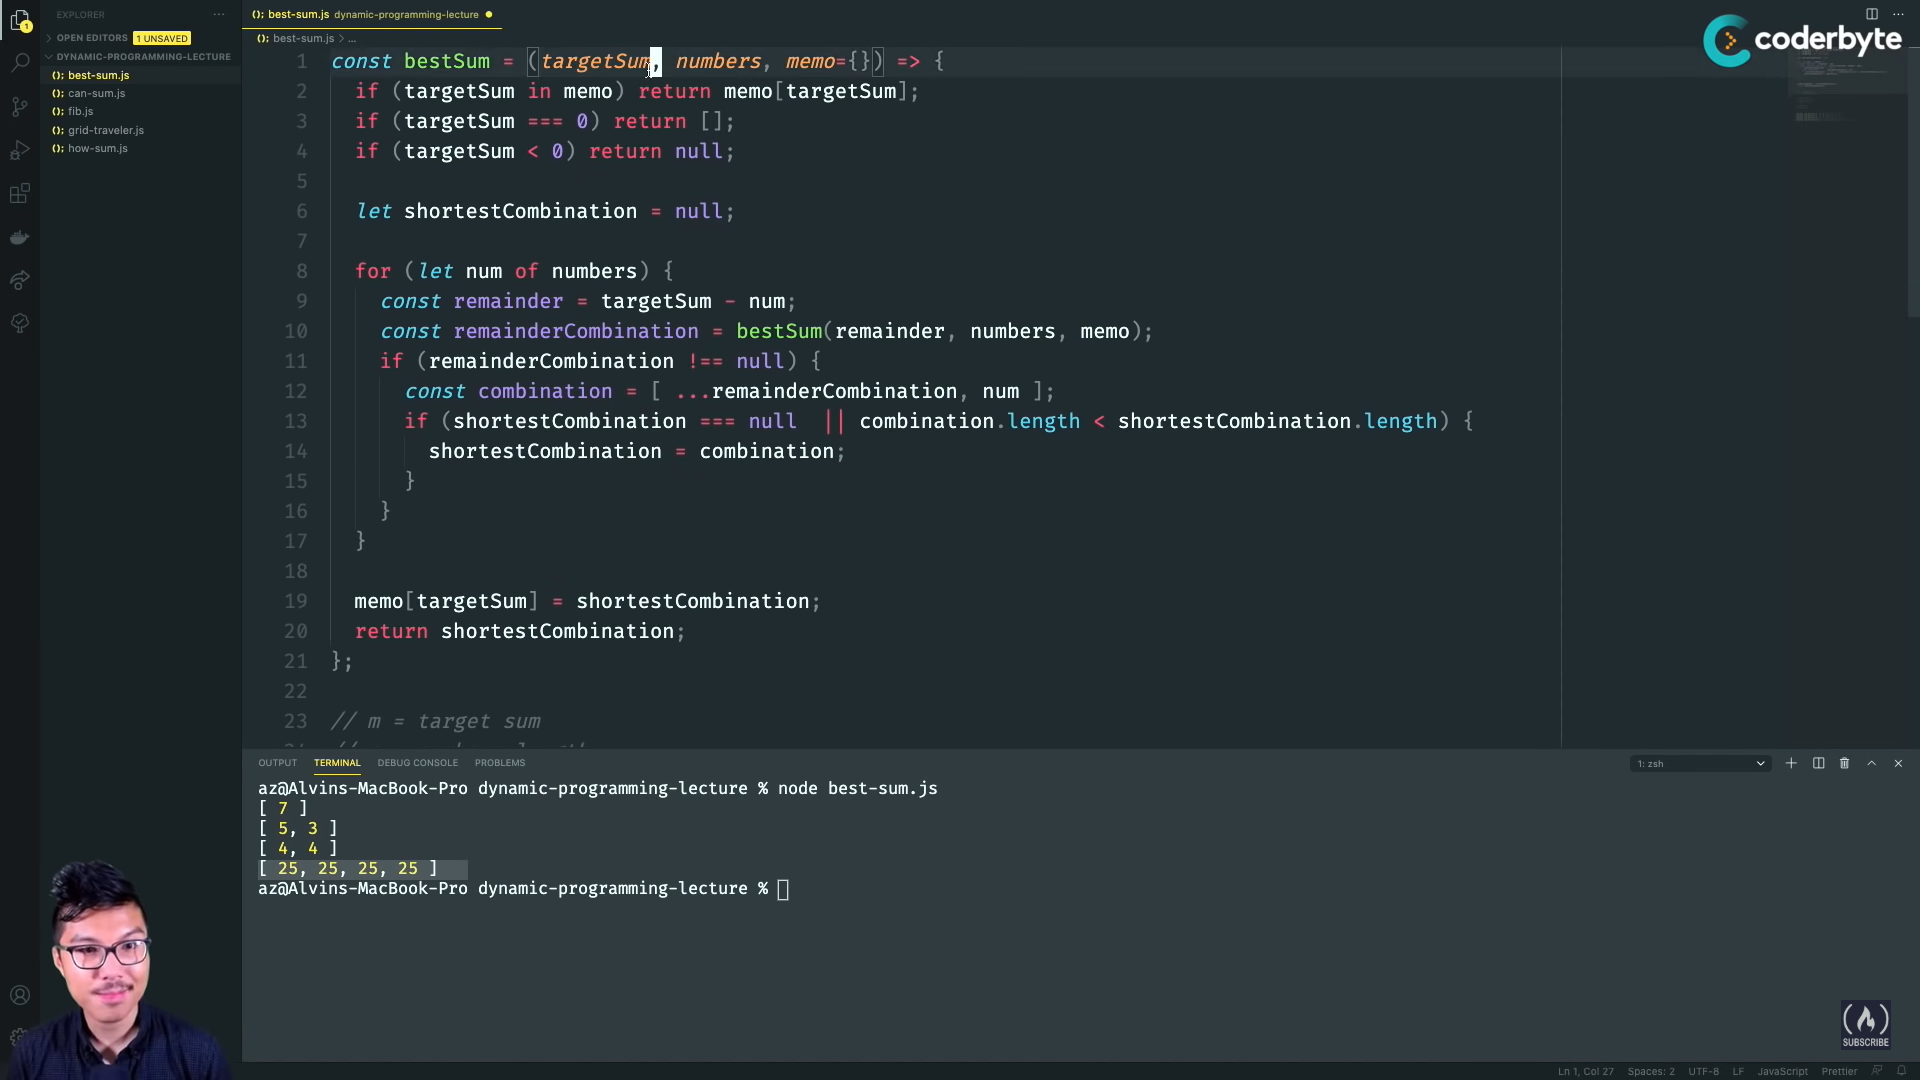 EXPLORER
OPEN EDITORS 1 UNSAVED
DYNAMIC-PROGRAMMING-LECTURE
best-sum.js
can-sum.js
fib.js
grid-traveler.js
how-sum.js
1
best-sum.js dynamic-programming-lecture
best-sum.js > ...
coderbyte
1 const bestSum = (targetSum, numbers, memo={}) => {
2 if (targetSum in memo) return memo[targetSum];
3 if (targetSum === 0) return [];
4 if (targetSum < 0) return null;
5
6 let shortestCombination = null;
7
8 for (let num of numbers) {
9 const remainder = targetSum - num;
10 const remainderCombination = bestSum(remainder, numbers, memo);
11 if (remainderCombination !== null) {
12 const combination = [ ...remainderCombination, num ];
13 if (shortestCombination === null || combination.length < shortestCombination.length) {
14 shortestCombination = combination;
15 }
16 }
17 }
18
19 memo[targetSum] = shortestCombination;
20 return shortestCombination;
21 };
22
23 // m = target sum
OUTPUT TERMINAL DEBUG CONSOLE PROBLEMS 1: zsh
az@Alvins-MacBook-Pro dynamic-programming-lecture % node best-sum.js
[ 7 ]
[ 5, 3 ]
[ 4, 4 ]
[ 25, 25, 25, 25 ]
az@Alvins-MacBook-Pro dynamic-programming-lecture %
SUBSCRIBE
Ln 1, Col 27 Spaces: 2 UTF-8 LF JavaScript Prettier